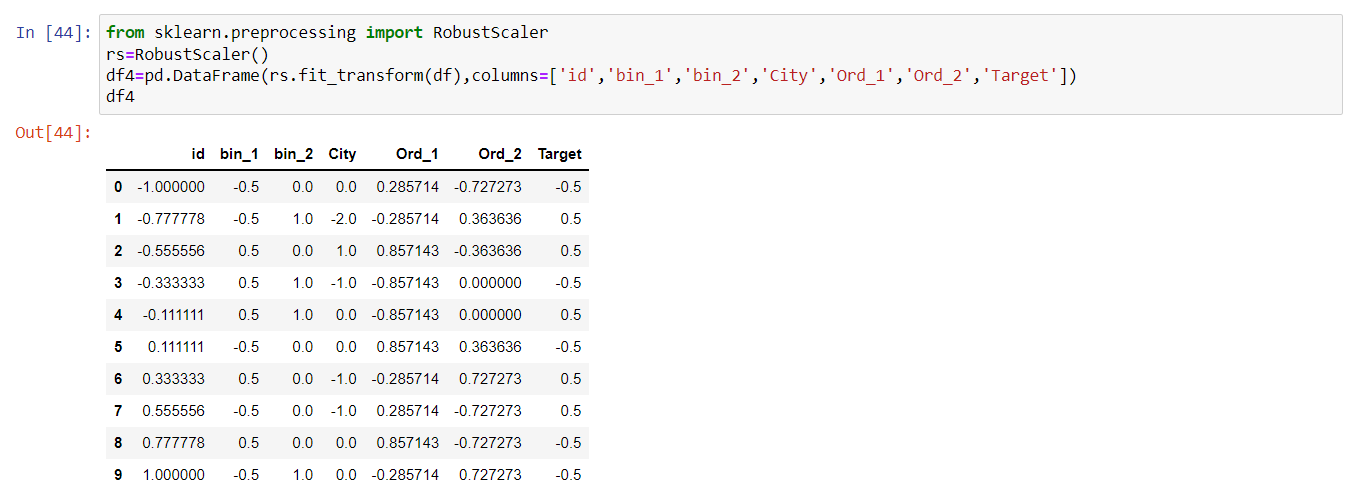 In [44]: from sklearn.preprocessing import RobustScaler
rs=RobustScaler()
df4=pd.DataFrame(rs.fit_transform(df),columns=['id','bin_1','bin_2','City','Ord_1','Ord_2','Target'])
df4
Out[44]:
id bin_1 bin_2 City Ord_1 Ord_2 Target
0 -1.000000 -0.5 0.0 0.0 0.285714 -0.727273 -0.5
1 -0.777778 -0.5 1.0 -2.0 -0.285714 0.363636 0.5
2 -0.555556 0.5 0.0 1.0 0.857143 -0.363636 0.5
3 -0.333333 0.5 1.0 -1.0 -0.857143 0.000000 -0.5
4 -0.111111 0.5 1.0 0.0 -0.857143 0.000000 0.5
5 0.111111 -0.5 0.0 0.0 0.857143 0.363636 -0.5
6 0.333333 0.5 0.0 -1.0 -0.285714 0.727273 0.5
7 0.555556 -0.5 0.0 -1.0 0.285714 -0.727273 0.5
8 0.777778 0.5 0.0 0.0 0.857143 -0.727273 -0.5
9 1.000000 -0.5 1.0 0.0 -0.285714 0.727273 -0.5